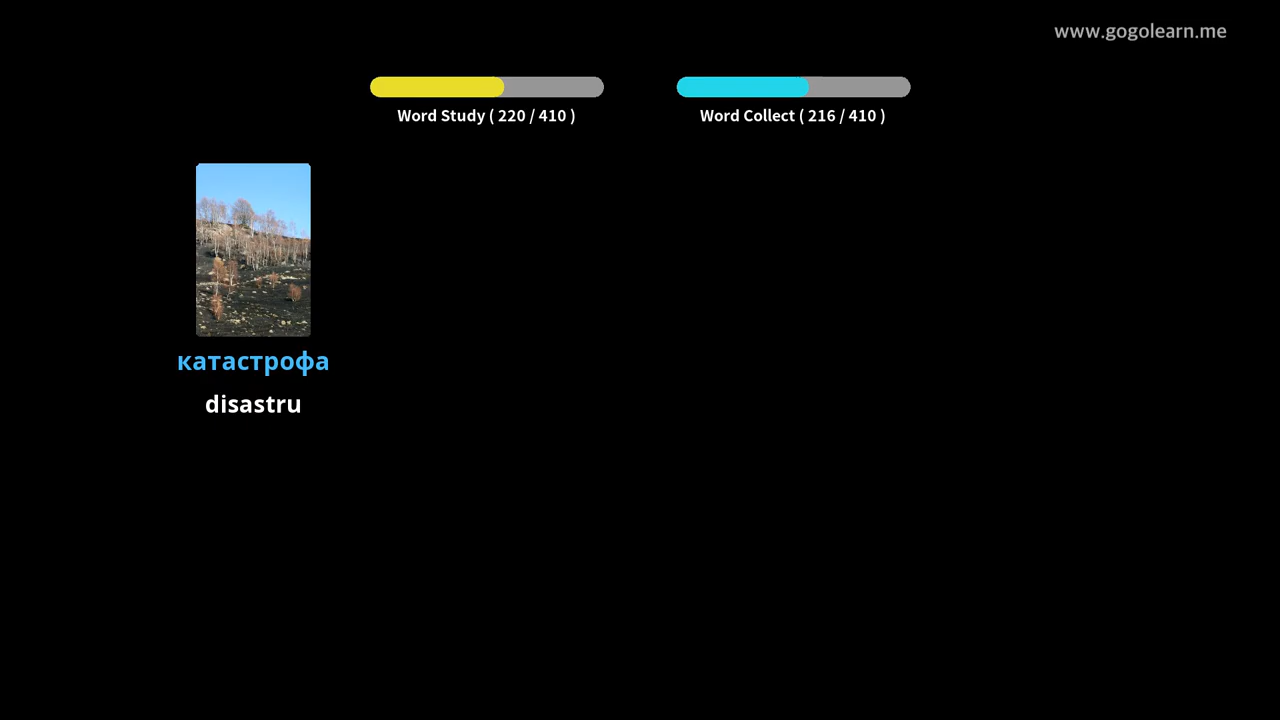 www.gogolearn.me
Word Study ( 220 / 410 )
Word Collect ( 216 / 410 )
катастрофа
disastru